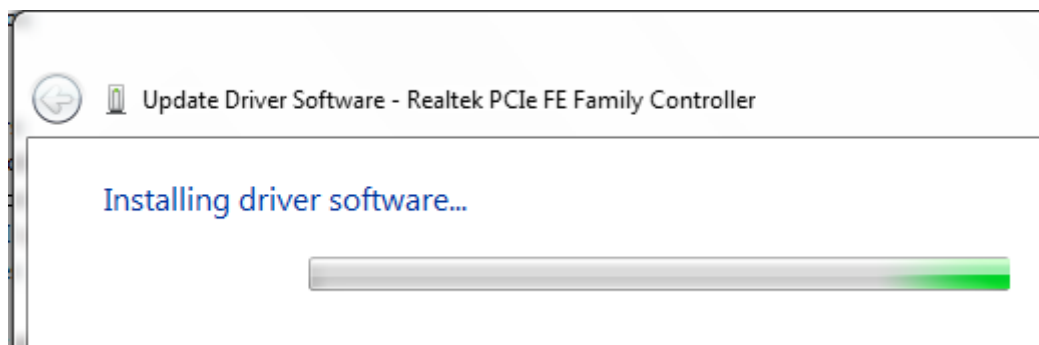 Update Driver Software - Realtek PCIe FE Family Controller
Installing driver software...